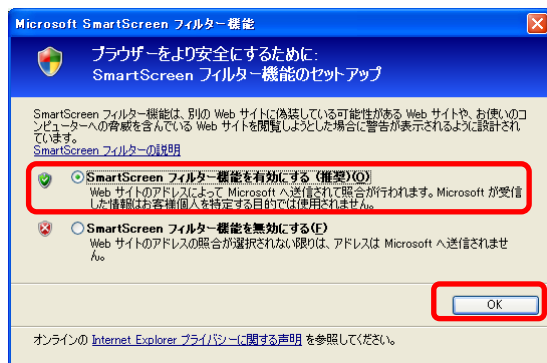 Microsoft SmartScreen フィルター機能
ブラウザーをより安全にするために:
SmartScreen フィルター機能のセットアップ
SmartScreen フィルター機能は、別の Web サイトに偽装している可能性がある Web サイトや、お使いのコ
ンピューターへの脅威を含んでいる Web サイトを閲覧しようとした場合に警告が表示されるように設計され
ています。
SmartScreen フィルターの説明
SmartScreen フィルター機能を有効にする (推奨)(O)
Web サイトのアドレスによって Microsoft へ送信されて照合が行われます。Microsoft が受信
した情報はお客様個人を特定する目的では使用されません。
SmartScreen フィルター機能を無効にする(F)
Web サイトのアドレスの照合が選択されない限りは、アドレスは Microsoft へ送信されませ
ん。
OK
オンラインの Internet Explorer プライバシーに関する声明 を参照してください。